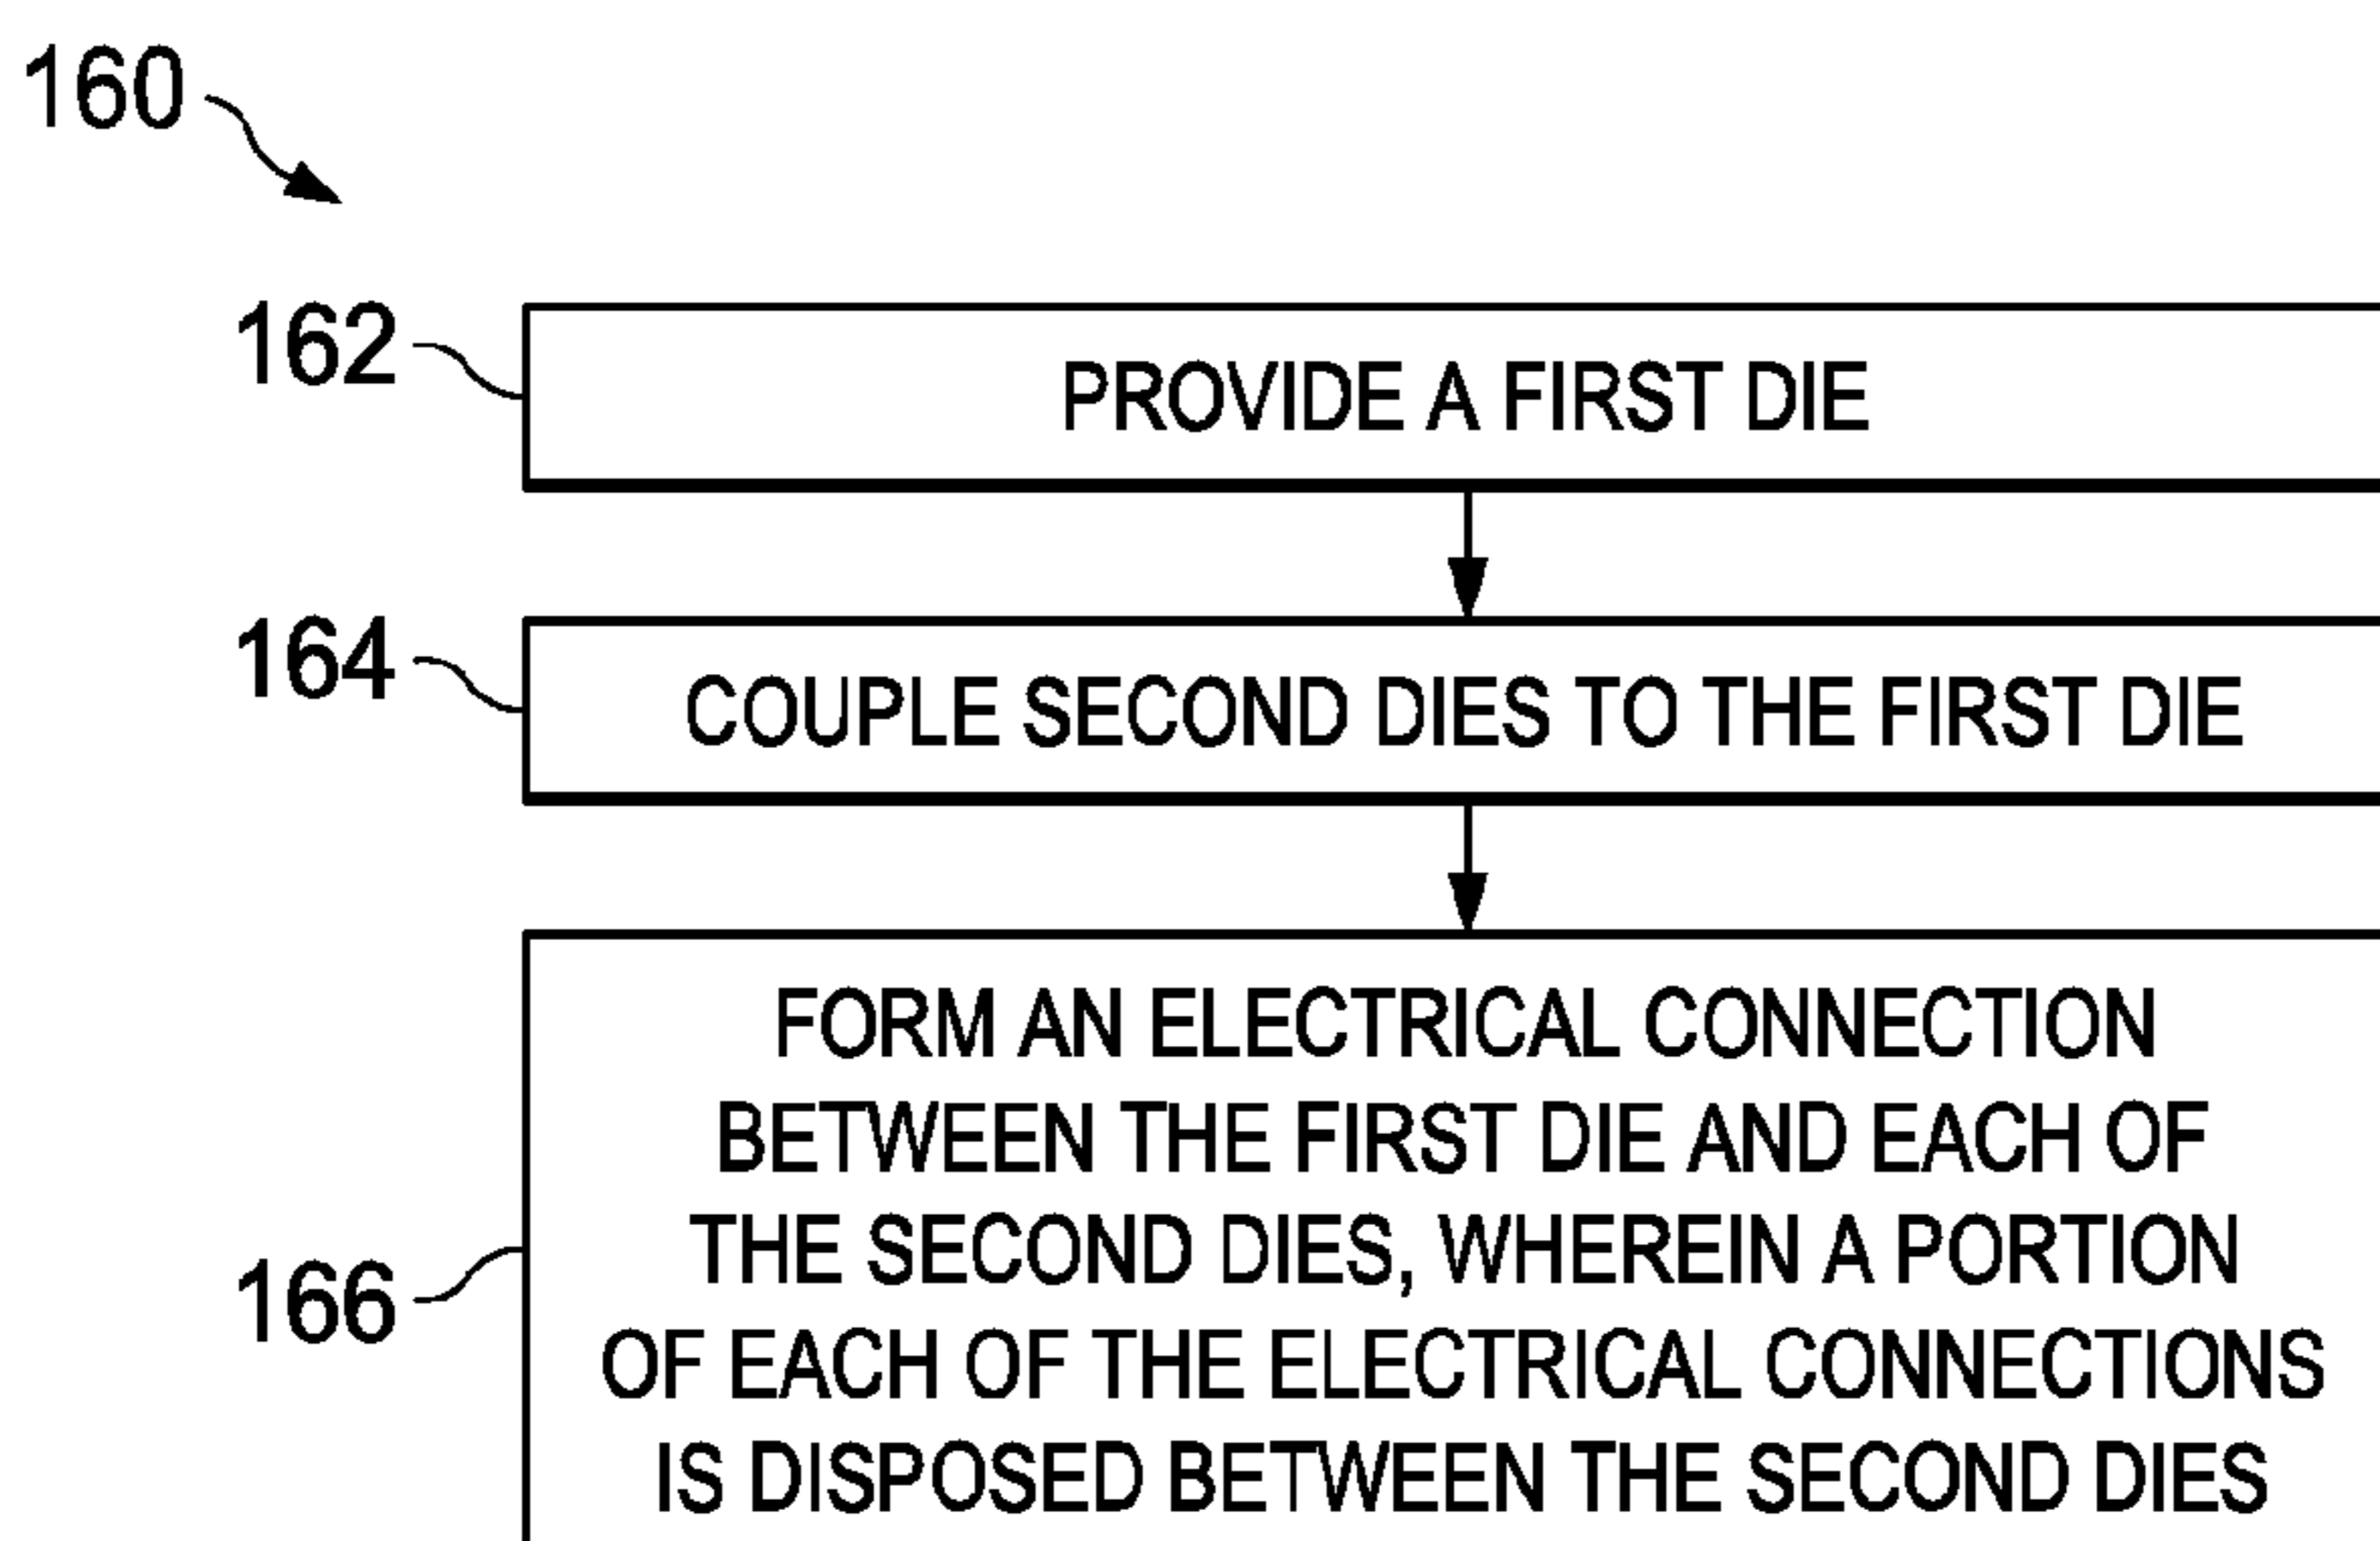 160
162
PROVIDE A FIRST DIE
164
COUPLE SECOND DIES TO THE FIRST DIE
FORM AN ELECTRICAL CONNECTION
BETWEEN THE FIRST DIE AND EACH OF
THE SECOND DIES, WHEREIN A PORTION
166
OF EACH OF THE ELECTRICAL CONNECTIONS
IS DISPOSED BETWEEN THE SECOND DIES